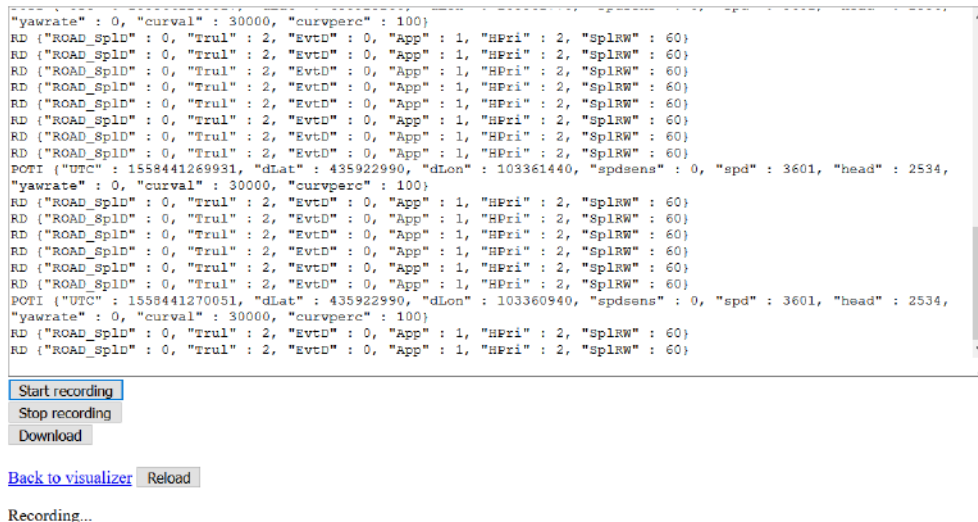 "yawrate" : 0, "curval" : 30000, "curvperc" : 100}
RD {"ROAD_SplD" : 0, "Trul" : 2, "EvtD" : 0, "App" : 1, "HPri" : 2, "SplRW" : 60}
RD {"ROAD_SplD" : 0, "Trul" : 2, "EvtD" : 0, "App" : 1, "HPri" : 2, "SplRW" : 60}
RD {"ROAD_SplD" : 0, "Trul" : 2, "EvtD" : 0, "App" : 1, "HPri" : 2, "SplRW" : 60}
RD {"ROAD_SplD" : 0, "Trul" : 2, "EvtD" : 0, "App" : 1, "HPri" : 2, "SplRW" : 60}
RD {"ROAD_SplD" : 0, "Trul" : 2, "EvtD" : 0, "App" : 1, "HPri" : 2, "SplRW" : 60}
RD {"ROAD_SplD" : 0, "Trul" : 2, "EvtD" : 0, "App" : 1, "HPri" : 2, "SplRW" : 60}
RD {"ROAD_SplD" : 0, "Trul" : 2, "EvtD" : 0, "App" : 1, "HPri" : 2, "SplRW" : 60}
POTI {"UTC" : 1558441269931, "dLat" : 435922990, "dLon" : 103361440, "spdsens" : 0, "spd" : 3601, "head" : 2534,
"yawrate" : 0, "curval" : 30000, "curvperc" : 100}
RD {"ROAD_SplD" : 0, "Trul" : 2, "EvtD" : 0, "App" : 1, "HPri" : 2, "SplRW" : 60}
RD {"ROAD_SplD" : 0, "Trul" : 2, "EvtD" : 0, "App" : 1, "HPri" : 2, "SplRW" : 60}
RD {"ROAD_SplD" : 0, "Trul" : 2, "EvtD" : 0, "App" : 1, "HPri" : 2, "SplRW" : 60}
RD {"ROAD_SplD" : 0, "Trul" : 2, "EvtD" : 0, "App" : 1, "HPri" : 2, "SplRW" : 60}
RD {"ROAD_SplD" : 0, "Trul" : 2, "EvtD" : 0, "App" : 1, "HPri" : 2, "SplRW" : 60}
RD {"ROAD_SplD" : 0, "Trul" : 2, "EvtD" : 0, "App" : 1, "HPri" : 2, "SplRW" : 60}
POTI {"UTC" : 1558441270051, "dLat" : 435922990, "dLon" : 103360940, "spdsens" : 0, "spd" : 3601, "head" : 2534,
"yawrate" : 0, "curval" : 30000, "curvperc" : 100}
RD {"ROAD_SplD" : 0, "Trul" : 2, "EvtD" : 0, "App" : 1, "HPri" : 2, "SplRW" : 60}
RD {"ROAD_SplD" : 0, "Trul" : 2, "EvtD" : 0, "App" : 1, "HPri" : 2, "SplRW" : 60}
Start recording
Stop recording
Download
Back to visualizer Reload
Recording...